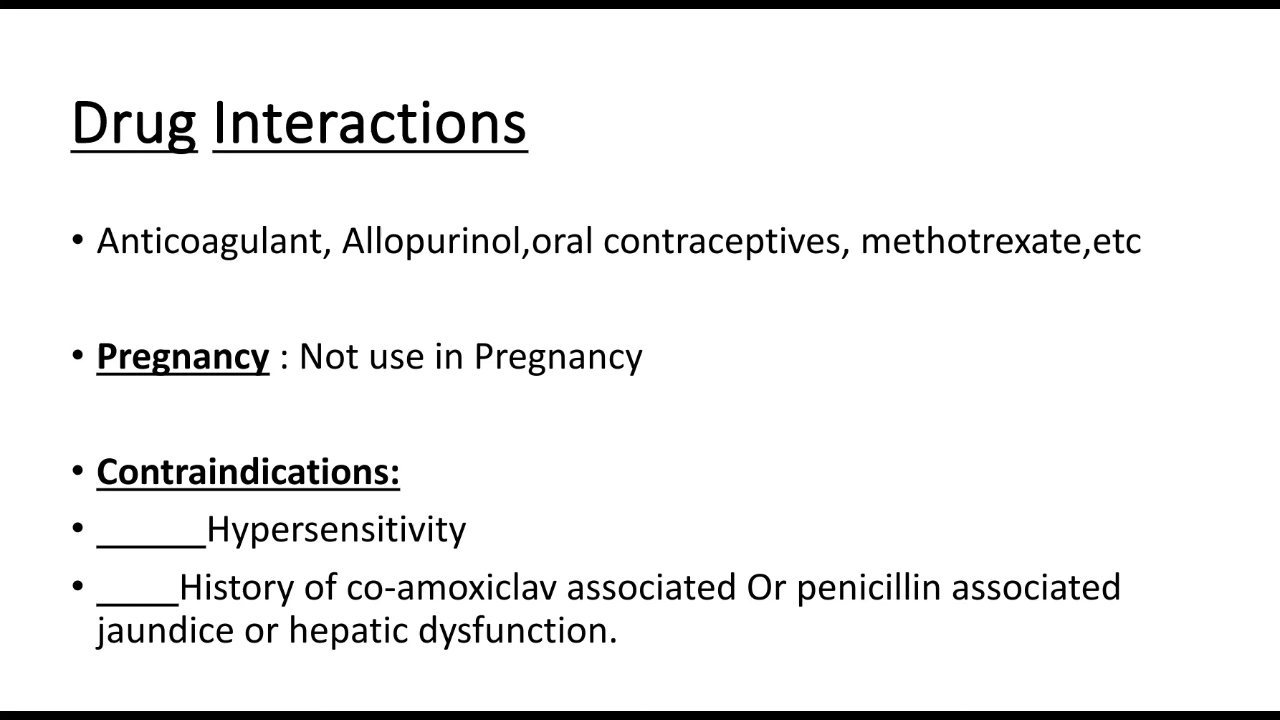 Drug Interactions
• Anticoagulant, Allopurinol,oral contraceptives, methotrexate,etc
• Pregnancy : Not use in Pregnancy
• Contraindications:
• ______Hypersensitivity
• ____History of co-amoxiclav associated Or penicillin associated
jaundice or hepatic dysfunction.